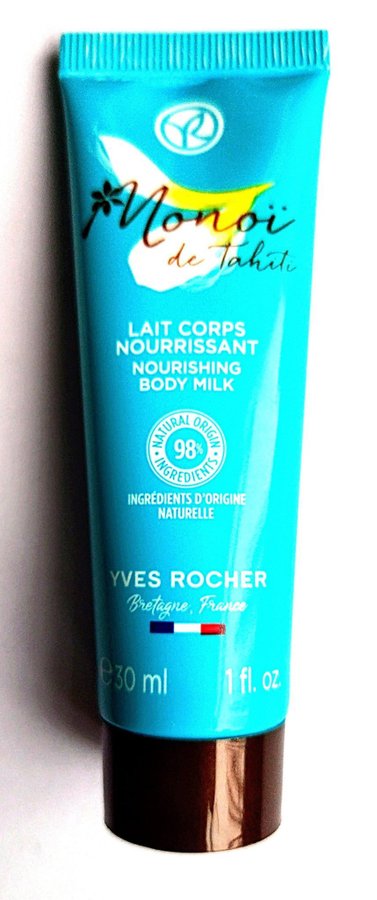 Monoï
de Tahiti
LAIT CORPS
NOURRISSANT
NOURISHING
BODY MILK
NATURAL ORIGIN
98%
INGREDIENTS
INGRÉDIENTS D'ORIGINE
NATURELLE
YVES ROCHER
Bretagne, France
e30 ml 1 fl. oz.